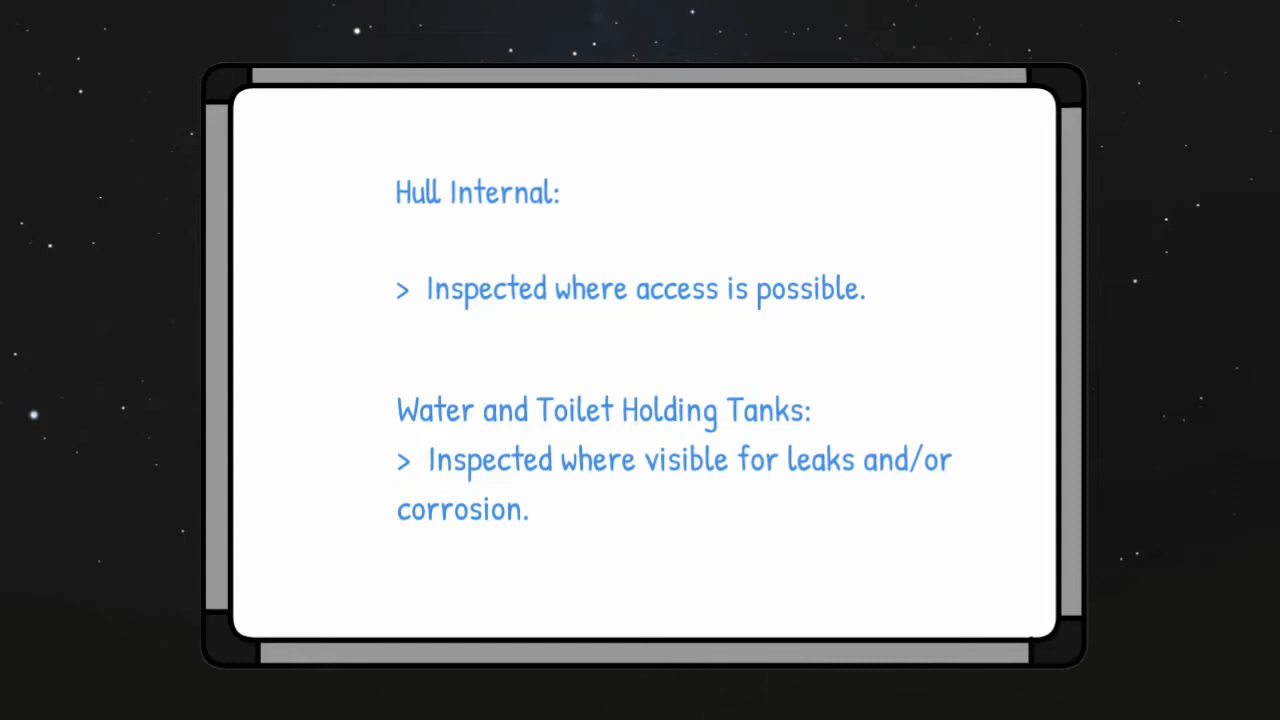 Hull Internal:
> Inspected where access is possible.
Water and Toilet Holding Tanks:
> Inspected where visible for leaks and/or
corrosion.